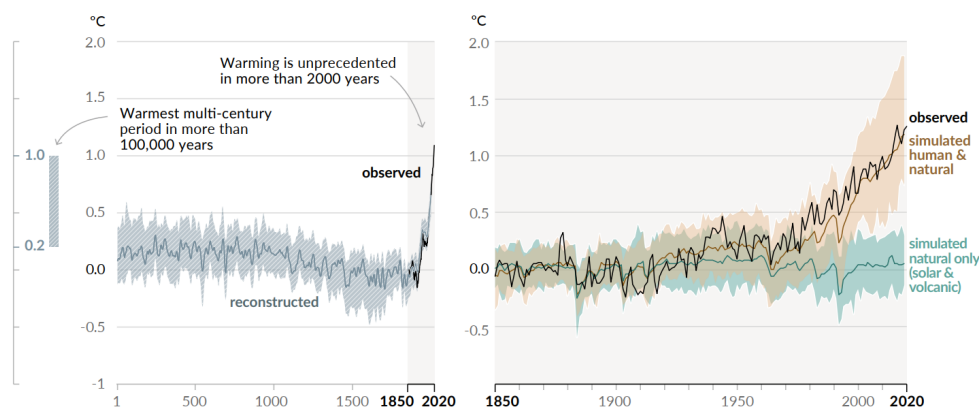 °C
2.0
1.5
1.0
0.5
0.0
-0.5
-1
Warming is unprecedented
in more than 2000 years
Warmest multi-century
period in more than
100,000 years
1.0
0.2
observed
reconstructed
1
500
1000
1500
1850
2020
°C
2.0
1.5
1.0
0.5
0.0
-0.5
observed
simulated
human &
natural
simulated
natural only
(solar &
volcanic)
1850
1900
1950
2000
2020